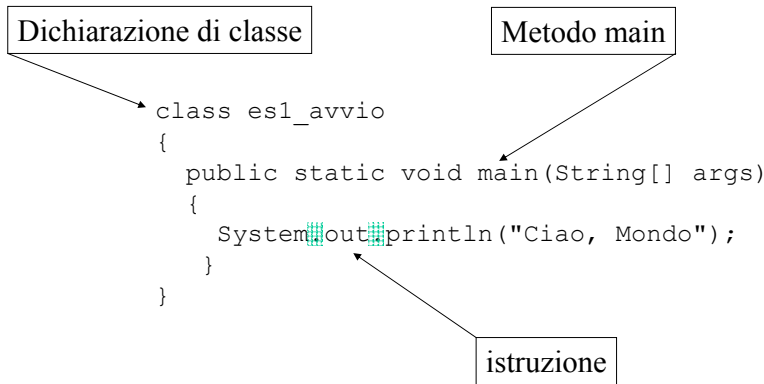 Dichiarazione di classe
Metodo main
class es1_avvio
{
public static void main(String[] args)
{
System.out.println("Ciao, Mondo");
}
}
istruzione